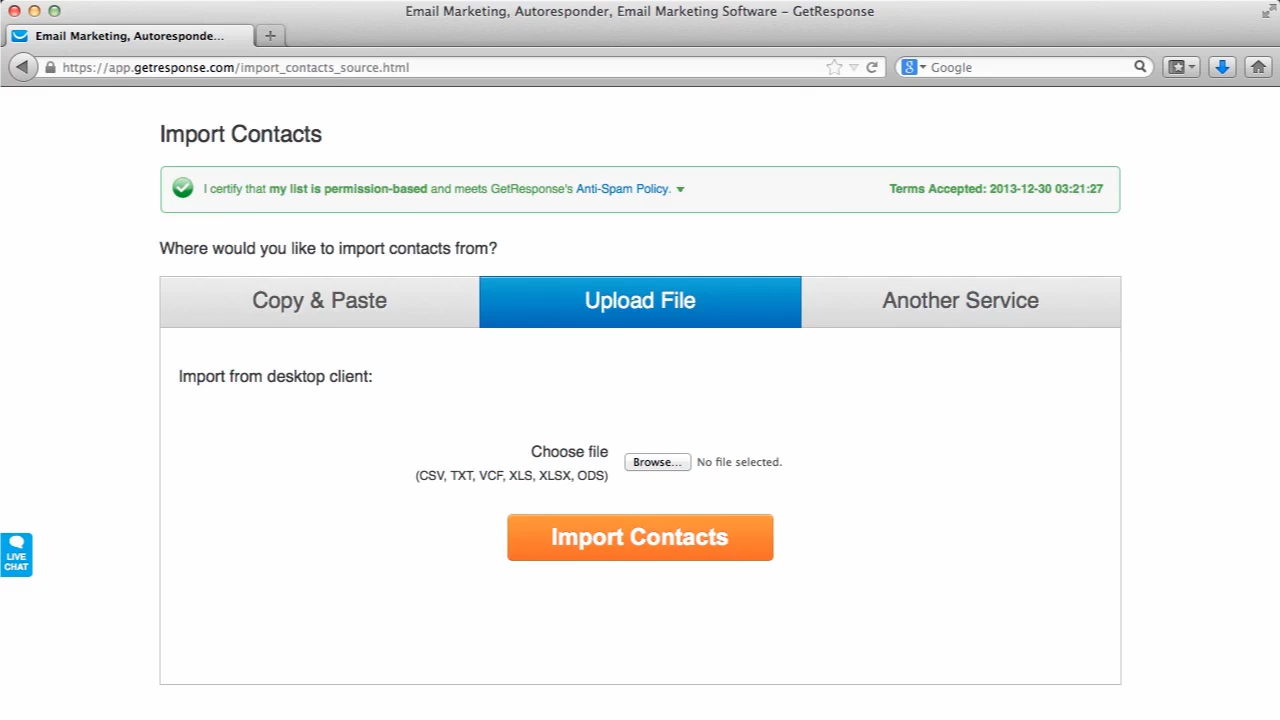 Email Marketing, Autoresponder, Email Marketing Software – GetResponse
Email Marketing, Autoresponde...
https://app.getresponse.com/import_contacts_source.html
Google
Import Contacts
I certify that my list is permission-based and meets GetResponse's Anti-Spam Policy. Terms Accepted: 2013-12-30 03:21:27
Where would you like to import contacts from?
Copy & Paste Upload File Another Service
Import from desktop client:
Choose file
Browse... No file selected.
(CSV, TXT, VCF, XLS, XLSX, ODS)
Import Contacts
LIVE
CHAT